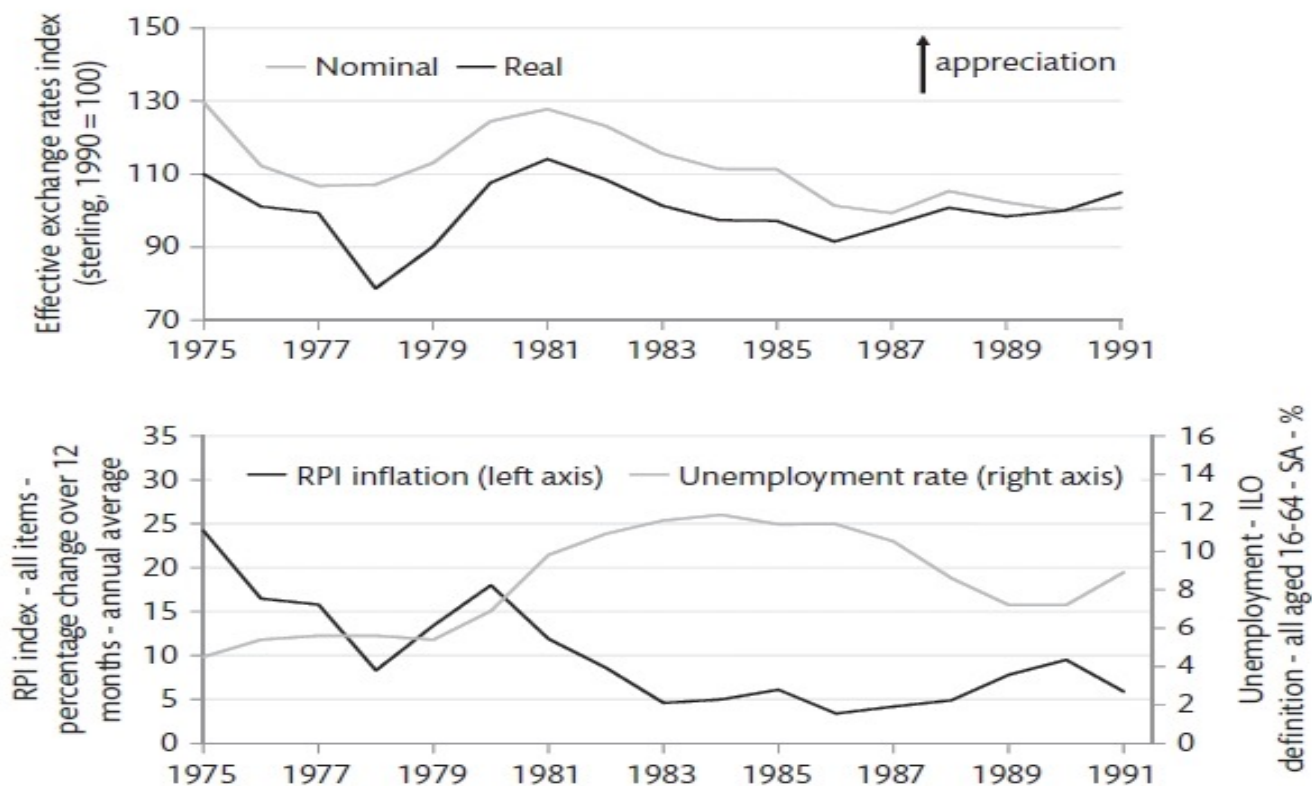 150
130
110
90
70
Effective exchange rates index
(sterling, 1990 = 100)
Nominal
Real
appreciation
1975 1977 1979 1981 1983 1985 1987 1989 1991
35
30
25
20
15
10
5
0
RPI index - all items -
percentage change over 12
months - annual average
RPI inflation (left axis)
Unemployment rate (right axis)
16
14
12
10
8
6
4
2
0
Unemployment - ILO
definition - all aged 16-64 - SA - %
1975 1977 1979 1981 1983 1985 1987 1989 1991